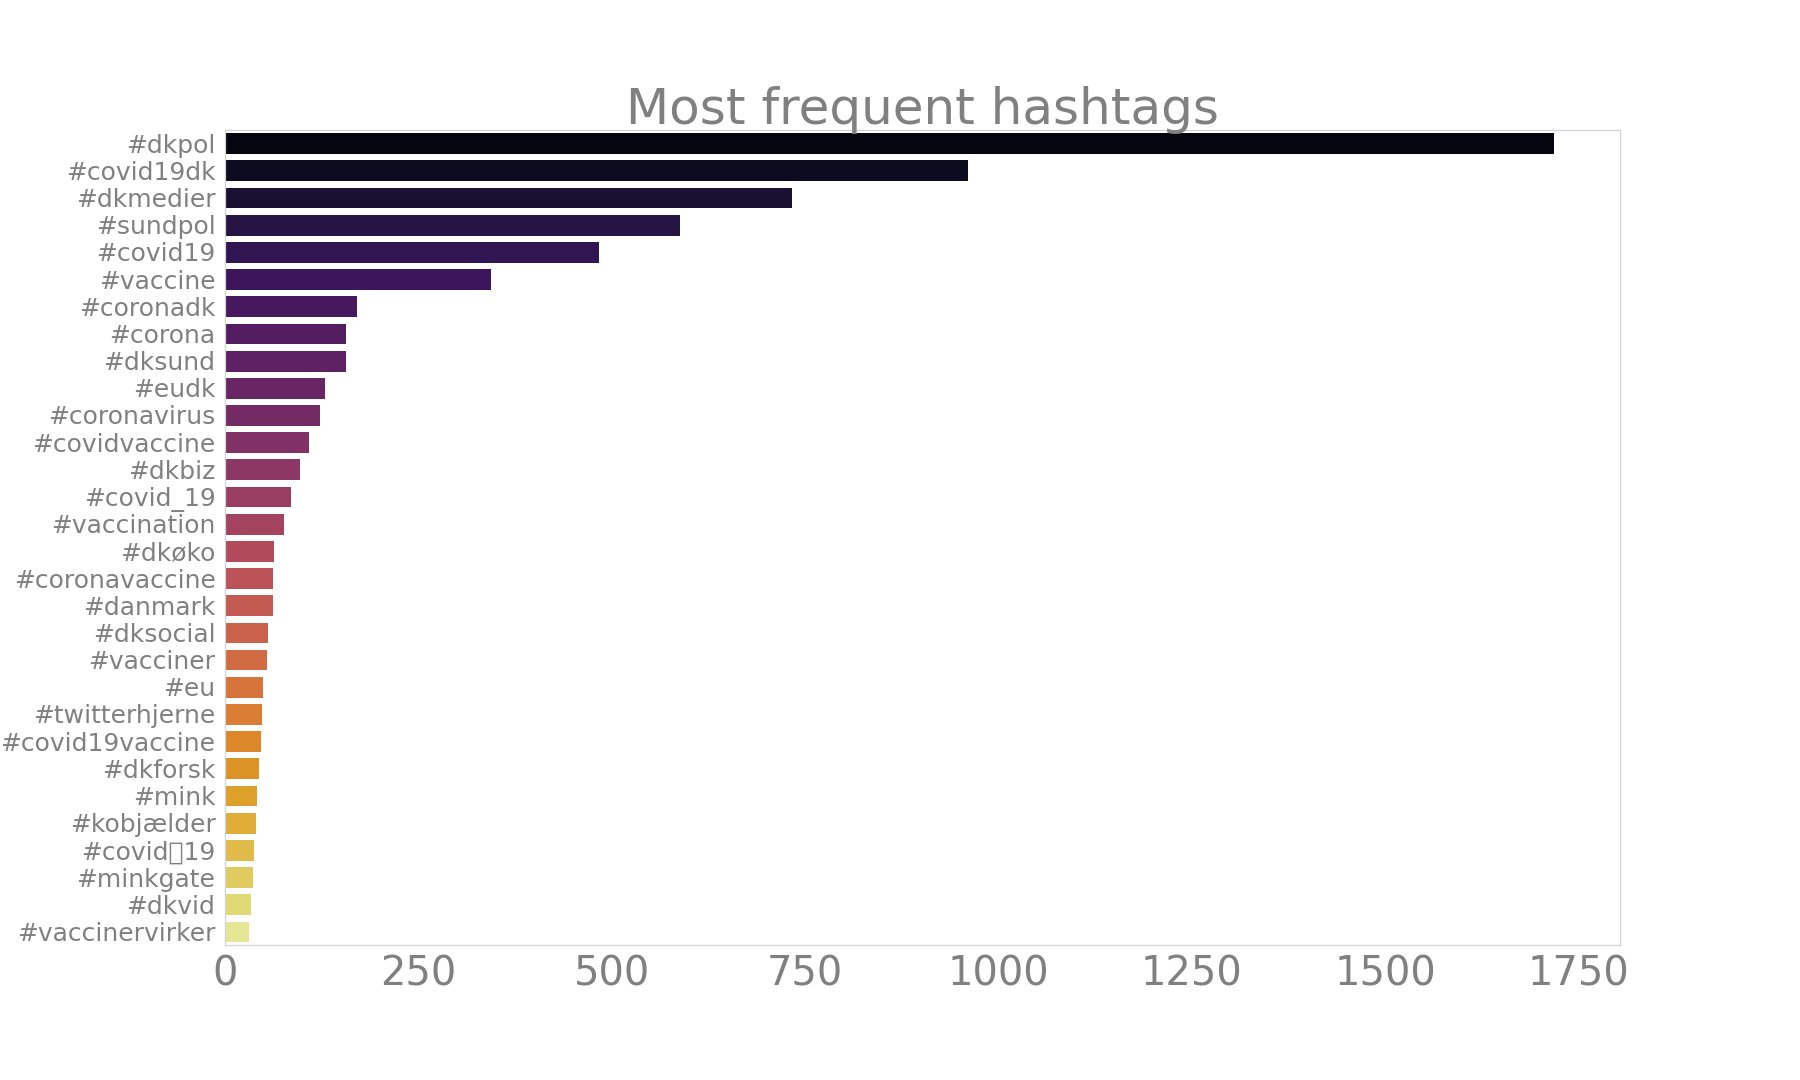 Most frequent hashtags
#dkpol
#covid19dk
#dkmedier
#sundpol
#covid19
#vaccine
#coronadk
#corona
#dksund
#eudk
#coronavirus
#covidvaccine
#dkbiz
#covid_19
#vaccination
#dkøko
#coronavaccine
#danmark
#dksocial
#vacciner
#eu
#twitterhjerne
#covid19vaccine
#dkforsk
#mink
#kobjælder
#covid▯19
#minkgate
#dkvid
#vaccinervirker
0 250 500 750 1000 1250 1500 1750